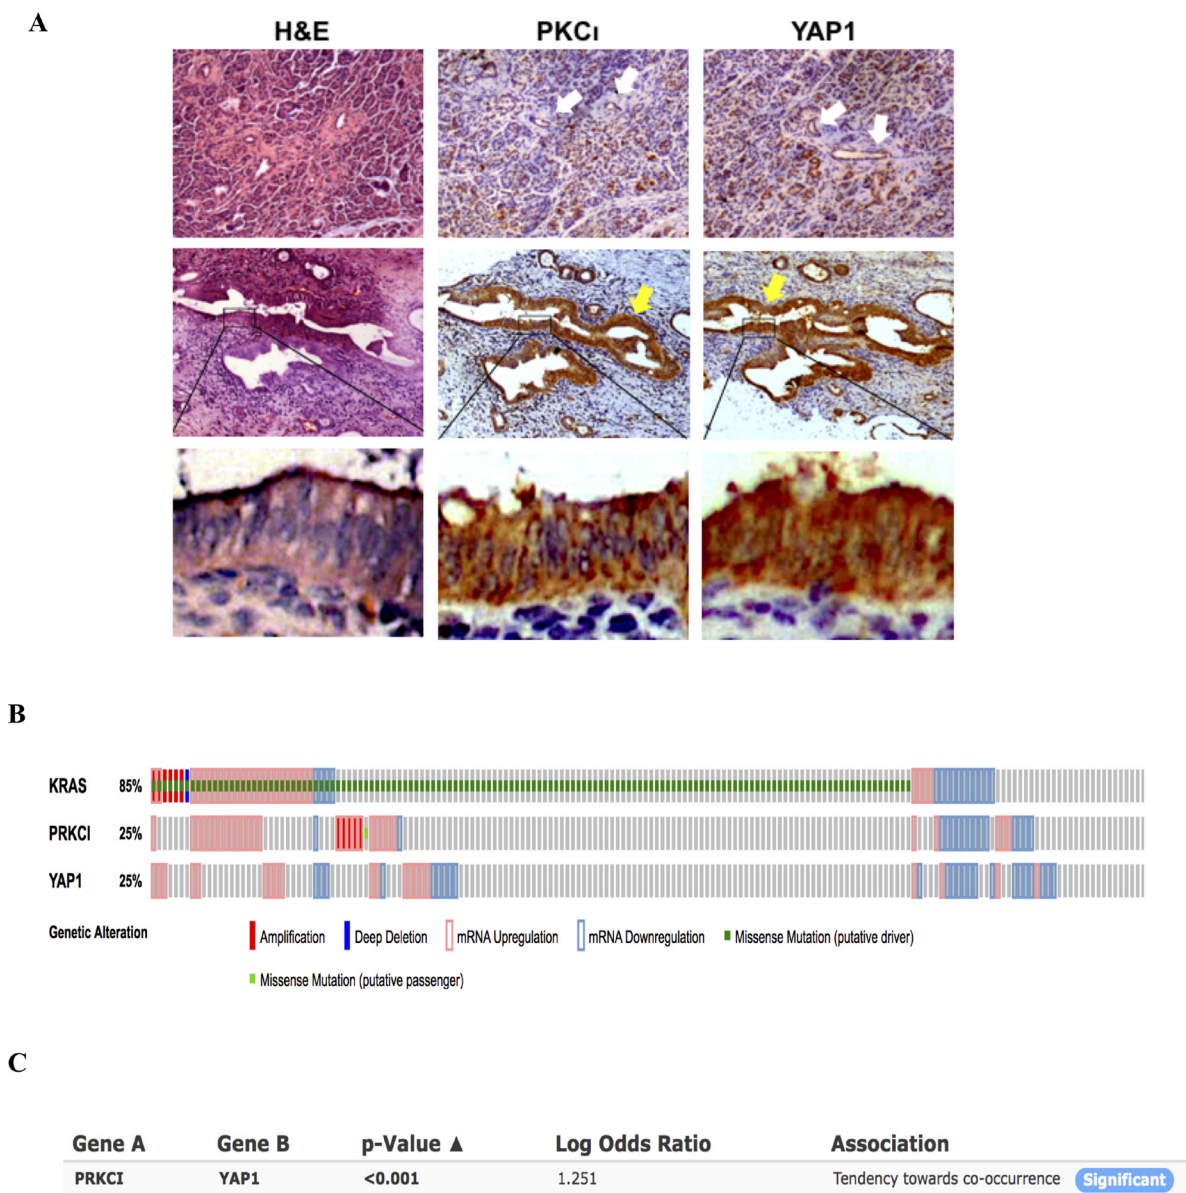 A
H&E PKCι YAP1
B
KRAS 85%
PRKCI 25%
YAP1 25%
Genetic Alteration Amplification Deep Deletion mRNA Upregulation mRNA Downregulation Missense Mutation (putative driver)
Missense Mutation (putative passenger)
C
Gene A Gene B p-Value ▲ Log Odds Ratio Association
PRKCI YAP1 <0.001 1.251 Tendency towards co-occurrence Significant